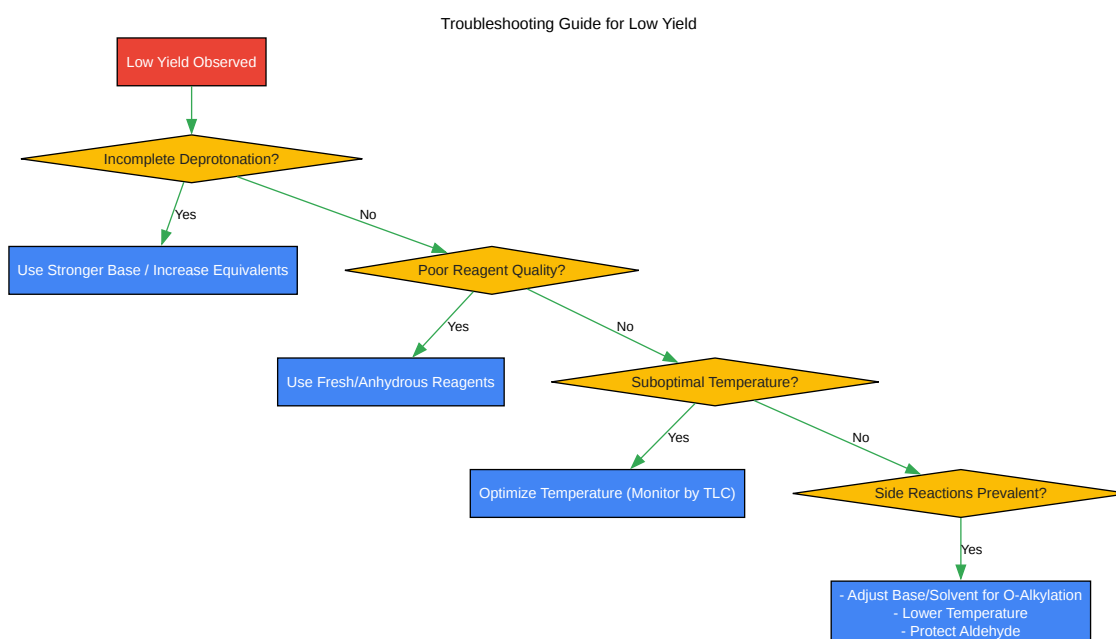 Troubleshooting Guide for Low Yield
Low Yield Observed
Incomplete Deprotonation?
Yes
No
Use Stronger Base / Increase Equivalents
Poor Reagent Quality?
Yes
No
Use Fresh/Anhydrous Reagents
Suboptimal Temperature?
Yes
No
Optimize Temperature (Monitor by TLC)
Side Reactions Prevalent?
Yes
- Adjust Base/Solvent for O-Alkylation
- Lower Temperature
- Protect Aldehyde